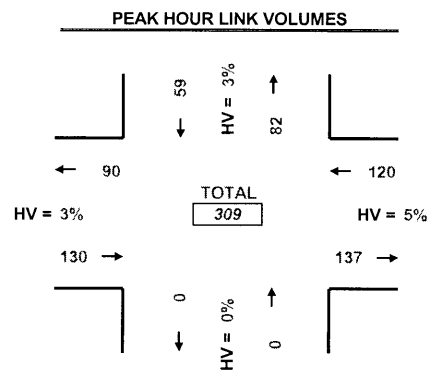 PEAK HOUR LINK VOLUMES
59
HV = 3%
82
90
120
TOTAL
HV = 3%
309
HV = 5%
130
137
0
HV = 0%
0